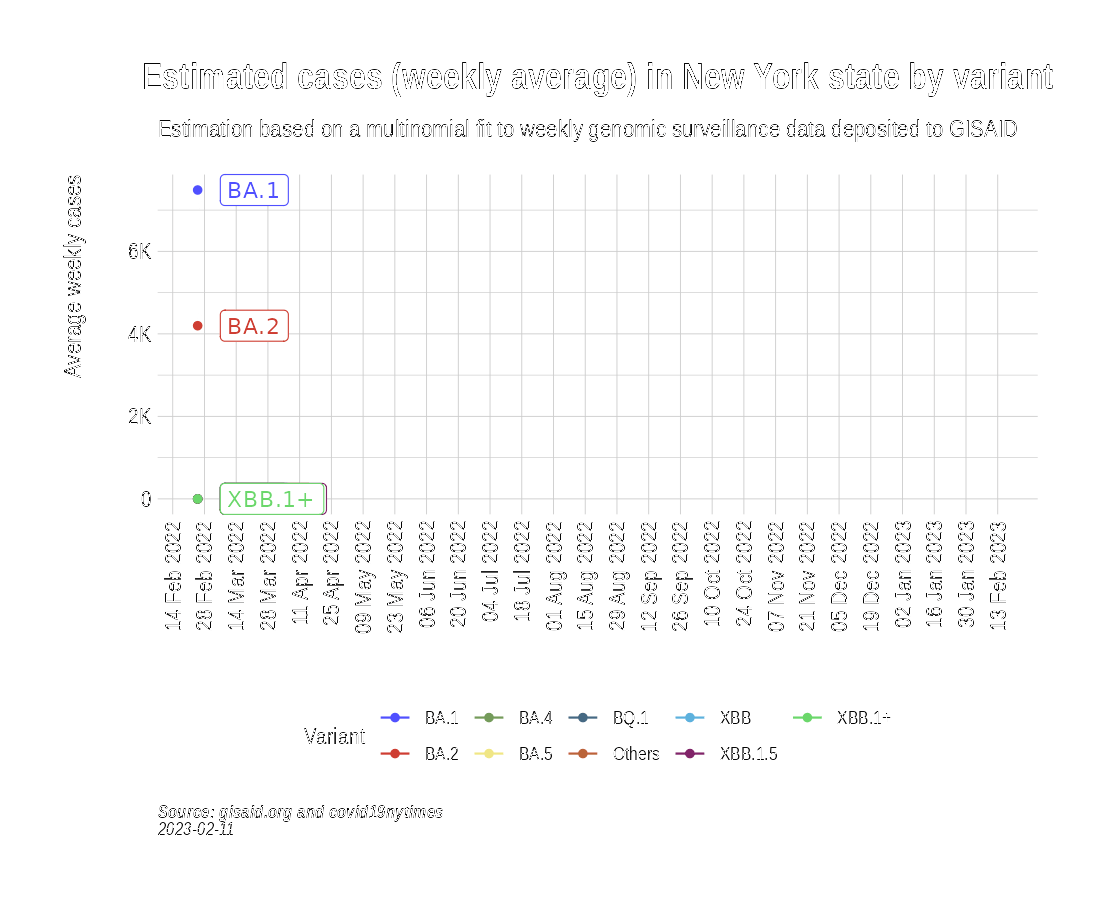 Estimated cases (weekly average) in New York state by variant
Estimation based on a multinomial fit to weekly genomic surveillance data deposited to GISAID
Average weekly cases
BA.1
6K
BA.2
4K
2K
XBB.1+
0
14 Feb 2022
28 Feb 2022
14 Mar 2022
28 Mar 2022
11 Apr 2022
25 Apr 2022
09 May 2022
23 May 2022
06 Jun 2022
20 Jun 2022
04 Jul 2022
18 Jul 2022
01 Aug 2022
15 Aug 2022
29 Aug 2022
12 Sep 2022
26 Sep 2022
10 Oct 2022
24 Oct 2022
07 Nov 2022
21 Nov 2022
05 Dec 2022
19 Dec 2022
02 Jan 2023
16 Jan 2023
30 Jan 2023
13 Feb 2023
Variant
BA.1
BA.4
BQ.1
XBB
XBB.1+
BA.2
BA.5
Others
XBB.1.5
Source: gisaid.org and covid19nytimes
2023-02-11